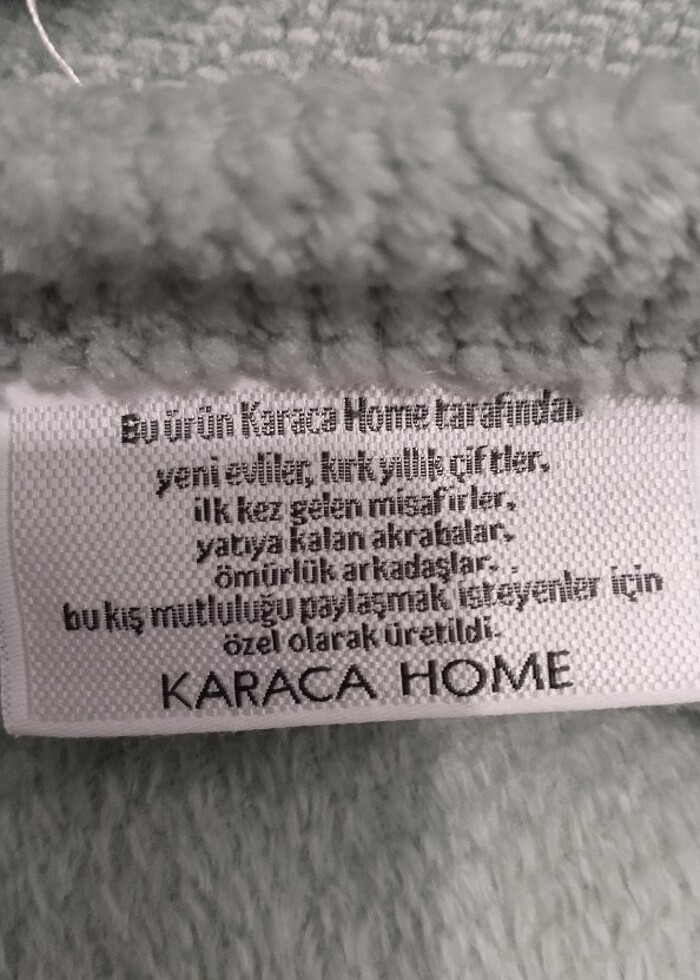 Bu ürün Karaca Home tarafından
yeni evliler, kırk yıllık çiftler,
ilk kez gelen misafirler,
yatıya kalan akrabalar,
ömürlük arkadaşlar. .
bu kış mutluluğu paylaşmak isteyenler için
özel olarak üretildi.
KARACA HOME